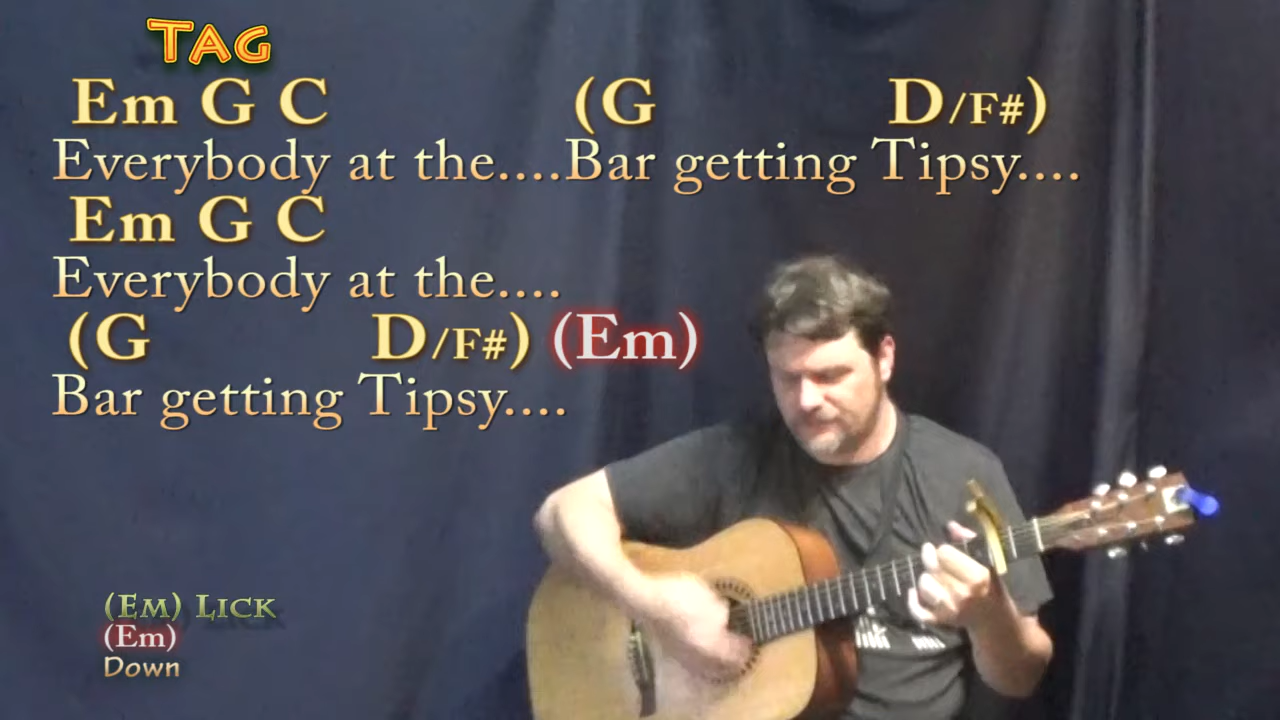 TAG
Em G C (G D/F#)
Everybody at the....Bar getting Tipsy....
Em G C
Everybody at the....
(G D/F#) (Em)
Bar getting Tipsy....
(EM) LICK
(Em)
Down